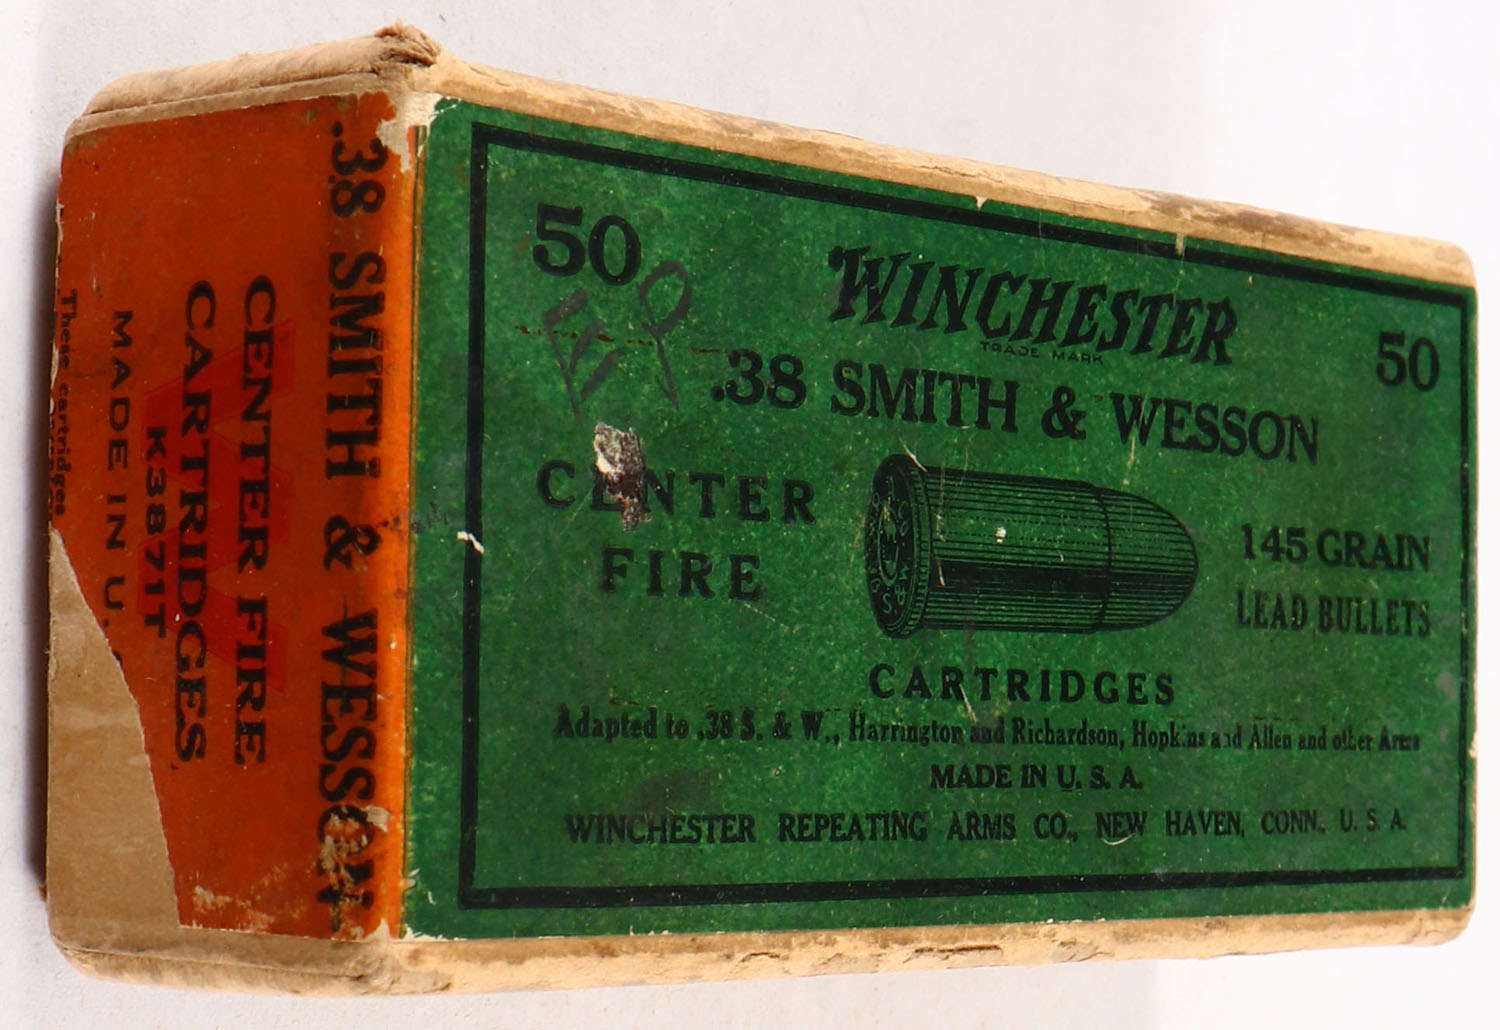 50
50
WINCHESTER
TRADE MARK
.38 SMITH & WESSON
CENTER
FIRE
145 GRAIN
LEAD BULLETS
CARTRIDGES
Adapted to .38 S. & W., Harrington and Richardson, Hopkins and Allen and other Arms
MADE IN U. S. A.
WINCHESTER REPEATING ARMS CO., NEW HAVEN, CONN., U. S. A.
.38 SMITH & WESSON
CENTER FIRE
CARTRIDGES
K3871T
MADE IN U.
These cartridges